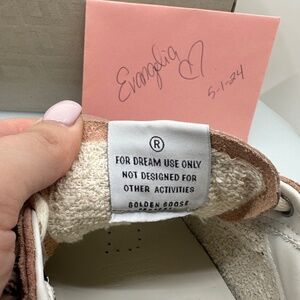 Evangelia ♡
5-1-24
®
FOR DREAM USE ONLY
NOT DESIGNED FOR
OTHER ACTIVITIES
GOLDEN GOOSE